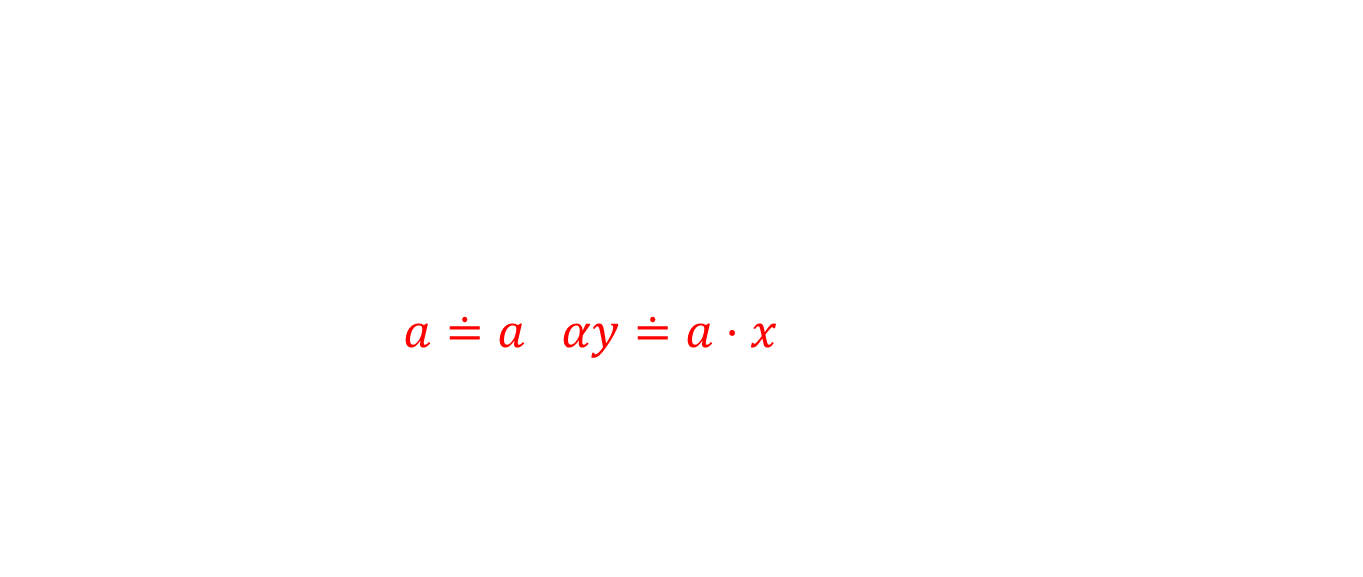 a ≐ a αy ≐ a · x